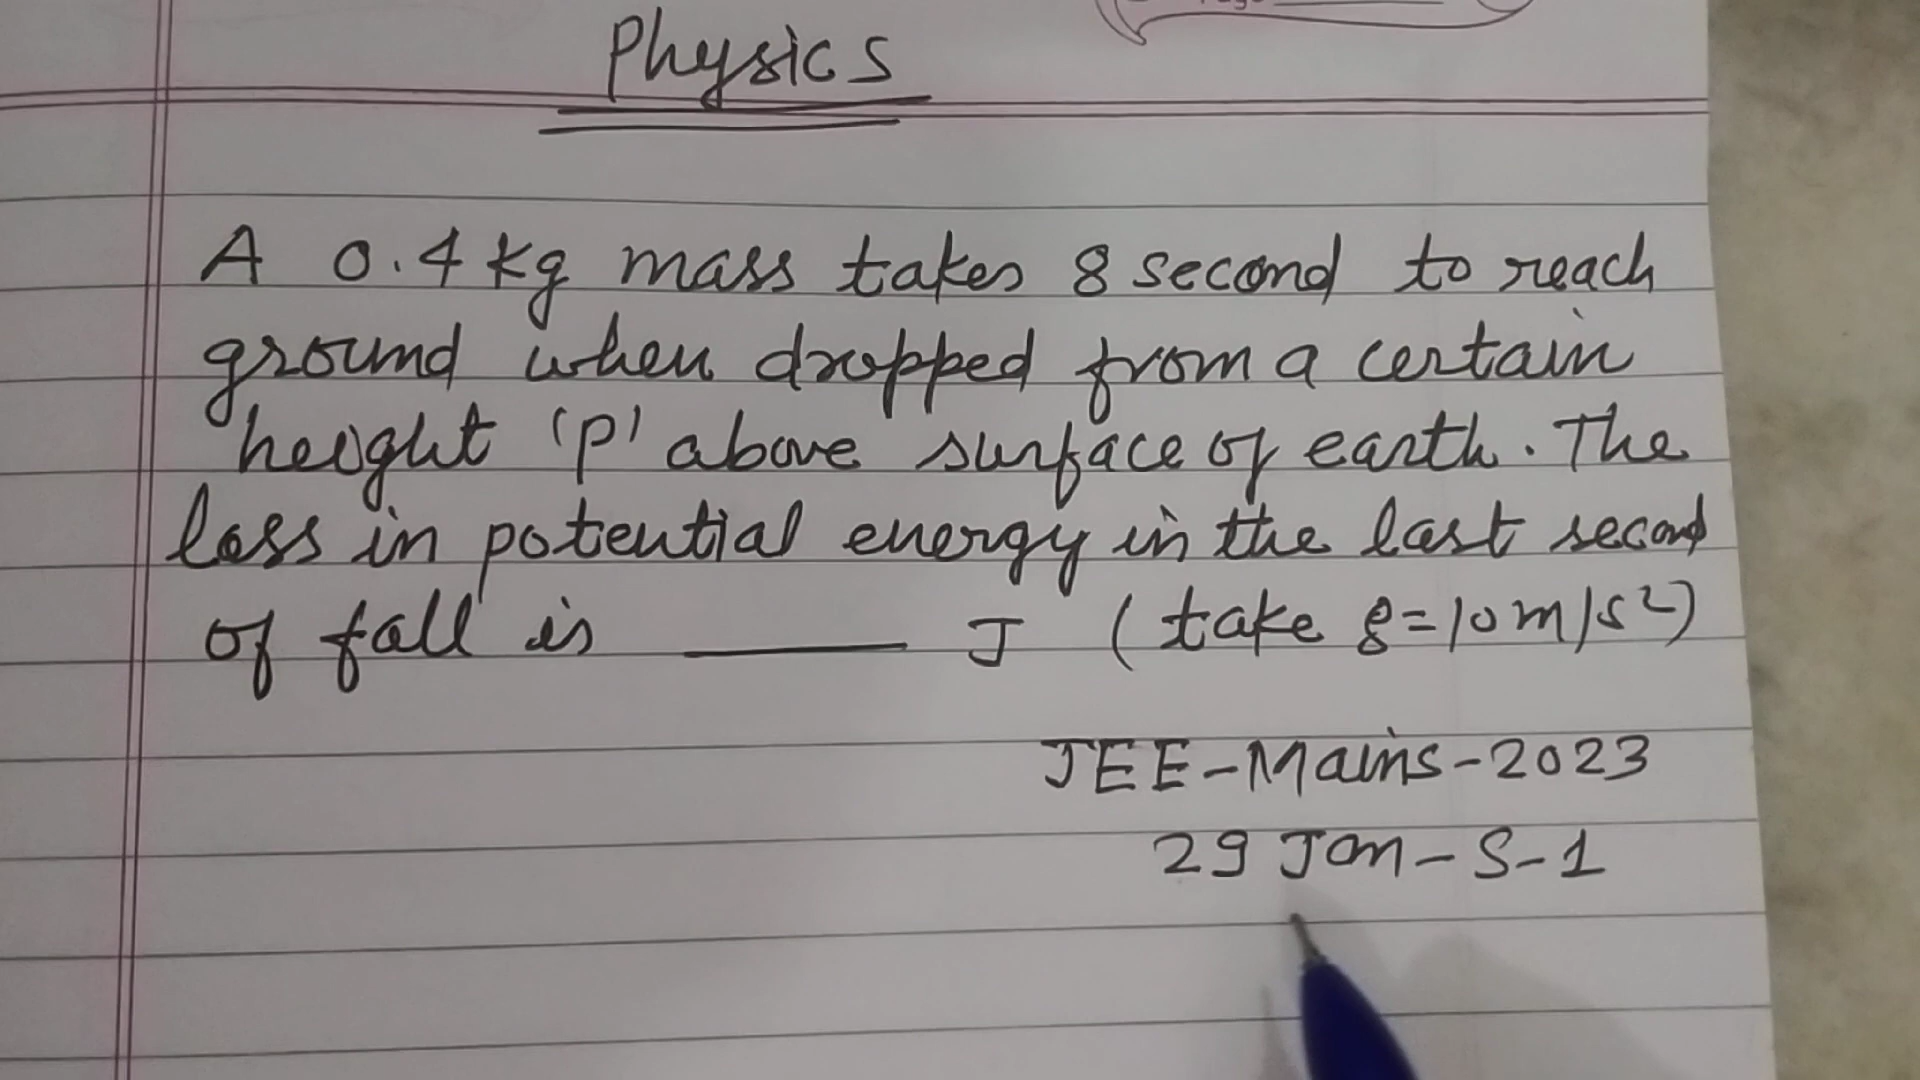 Physics
A 0.4 kg mass takes 8 second to reach
ground when dropped from a certain
height 'P' above surface of earth. The
loss in potential energy in the last second
of fall is ______ J (take g=10m/s²)
JEE-Mains-2023
29 Jan-S-1